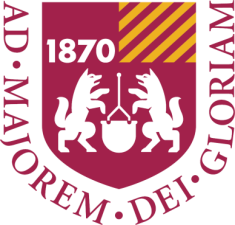 1870
AD • MAJOREM • DEI • GLORIAM